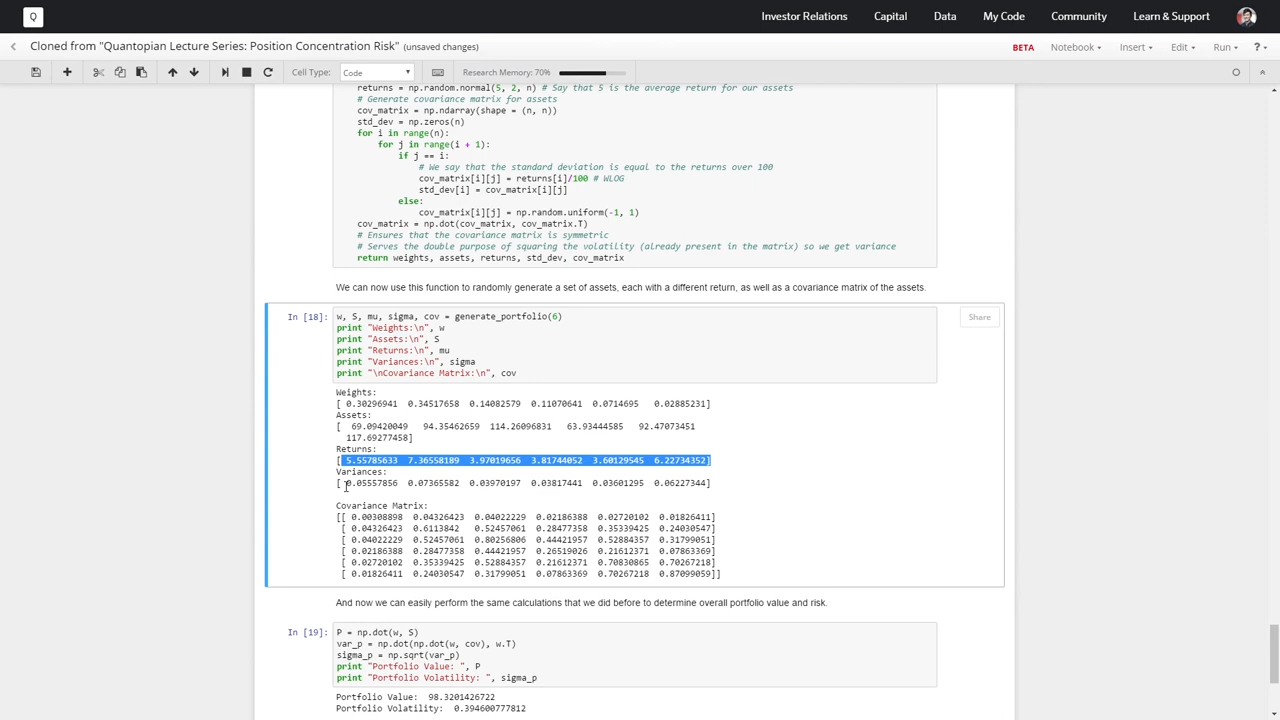 Q Investor Relations Capital Data My Code Community Learn & Support
Cloned from "Quantopian Lecture Series: Position Concentration Risk" (unsaved changes) BETA Notebook Insert Edit Run ?
Cell Type: Code Research Memory: 70%
returns = np.random.normal(5, 2, n) # Say that 5 is the average return for our assets
# Generate covariance matrix for assets
cov_matrix = np.ndarray(shape = (n, n))
std_dev = np.zeros(n)
for i in range(n):
for j in range(i + 1):
if j == i:
# We say that the standard deviation is equal to the returns over 100
cov_matrix[i][j] = returns[i]/100 # WLOG
std_dev[i] = cov_matrix[i][j]
else:
cov_matrix[i][j] = np.random.uniform(-1, 1)
cov_matrix = np.dot(cov_matrix, cov_matrix.T)
# Ensures that the covariance matrix is symmetric
# Serves the double purpose of squaring the volatility (already present in the matrix) so we get variance
return weights, assets, returns, std_dev, cov_matrix
We can now use this function to randomly generate a set of assets, each with a different return, as well as a covariance matrix of the assets.
In [18]: w, S, mu, sigma, cov = generate_portfolio(6) Share
print "Weights:\n", w
print "Assets:\n", S
print "Returns:\n", mu
print "Variances:\n", sigma
print "\nCovariance Matrix:\n", cov
Weights:
[ 0.30296941 0.34517658 0.14082579 0.11070641 0.0714695 0.02885231]
Assets:
[ 69.09420049 94.35462659 114.26096831 63.93444585 92.47073451
117.69277458]
Returns:
[ 5.55785633 7.36558189 3.97019656 3.81744052 3.60129545 6.22734352]
Variances:
[ 0.05557856 0.07365582 0.03970197 0.03817441 0.03601295 0.06227344]
Covariance Matrix:
[[ 0.00308898 0.04326423 0.04022229 0.02186388 0.02720102 0.01826411]
[ 0.04326423 0.6113842 0.52457061 0.28477358 0.35339425 0.24030547]
[ 0.04022229 0.52457061 0.80256806 0.44421957 0.52884357 0.31799051]
[ 0.02186388 0.28477358 0.44421957 0.26519026 0.21612371 0.07863369]
[ 0.02720102 0.35339425 0.52884357 0.21612371 0.70830865 0.70267218]
[ 0.01826411 0.24030547 0.31799051 0.07863369 0.70267218 0.87099059]]
And now we can easily perform the same calculations that we did before to determine overall portfolio value and risk.
In [19]: P = np.dot(w, S)
var_p = np.dot(np.dot(w, cov), w.T)
sigma_p = np.sqrt(var_p)
print "Portfolio Value: ", P
print "Portfolio Volatility: ", sigma_p
Portfolio Value: 98.3201426722
Portfolio Volatility: 0.394600777812